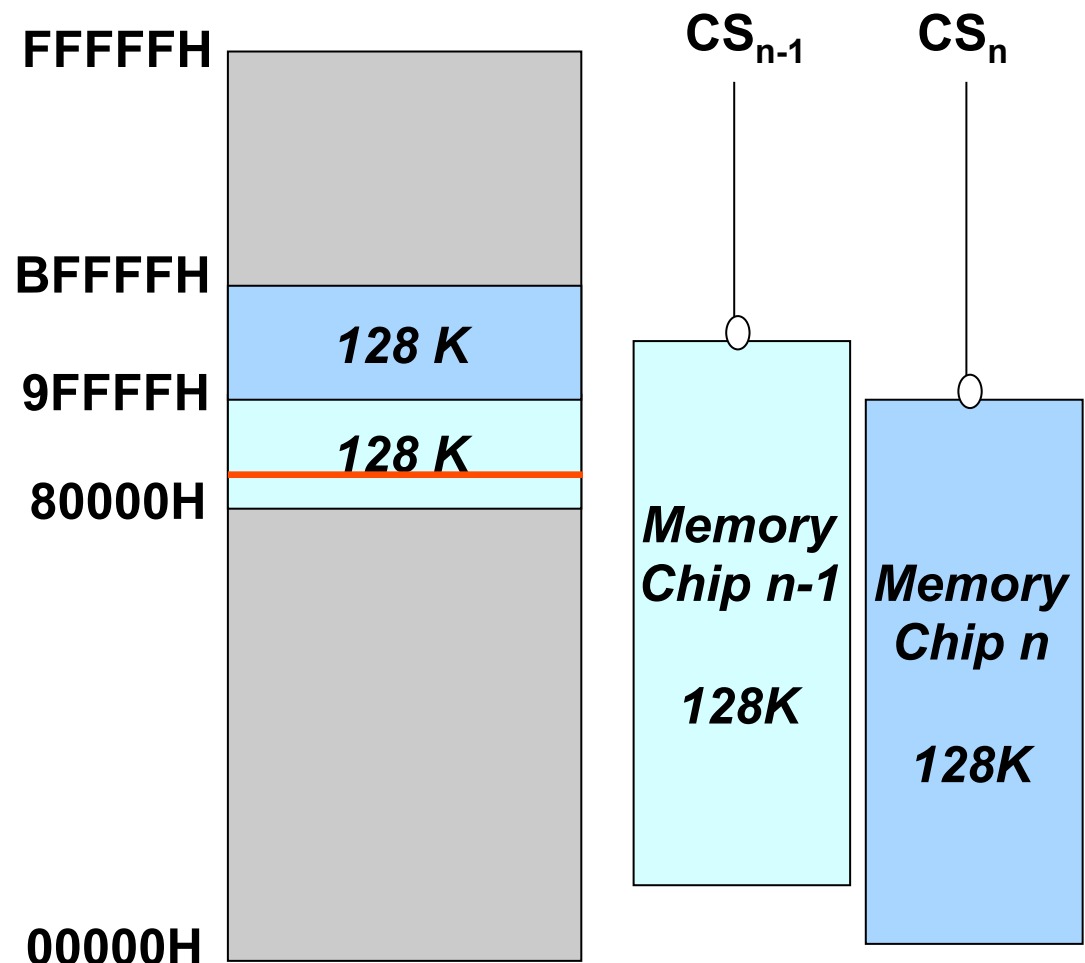 FFFFFH
BFFFFH
128 K
9FFFFH
128 K
80000H
00000H
CSn-1
CSn
Memory
Chip n-1
128K
Memory
Chip n
128K